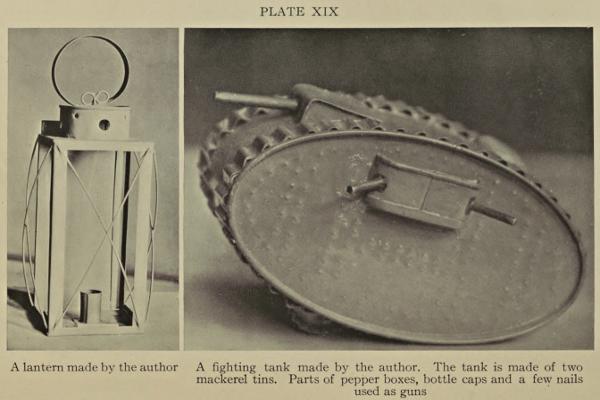 PLATE XIX
A lantern made by the author
A fighting tank made by the author. The tank is made of two
mackerel tins. Parts of pepper boxes, bottle caps and a few nails
used as guns